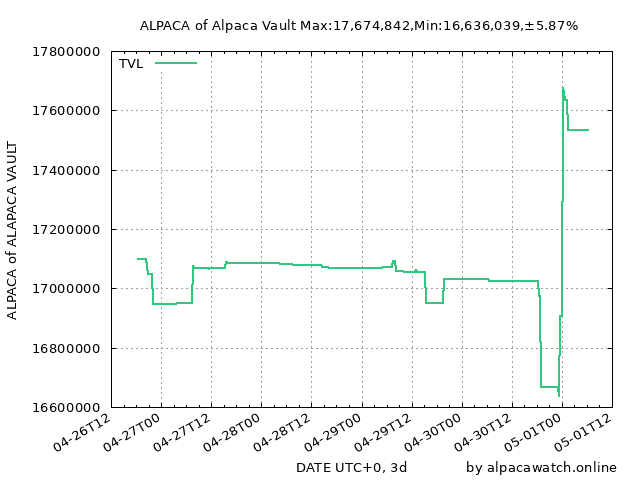 ALPACA of Alpaca Vault Max:17,674,842,Min:16,636,039,±5.87%
TVL
ALPACA of ALAPACA VAULT
17800000
17600000
17400000
17200000
17000000
16800000
16600000
04-26T12
04-27T00
04-27T12
04-28T00
04-28T12
04-29T00
04-29T12
04-30T00
04-30T12
05-01T00
05-01T12
DATE UTC+0, 3d
by alpacawatch.online